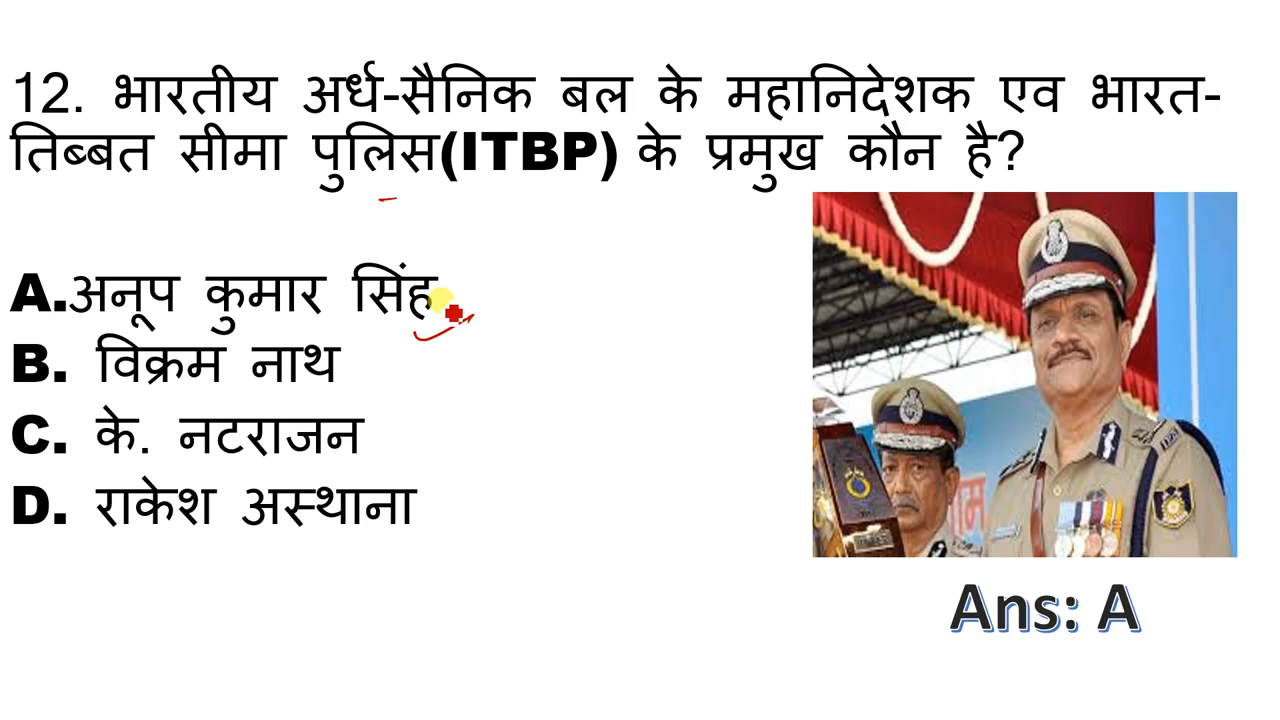 12. भारतीय अर्ध-सैनिक बल के महानिदेशक एव भारत-
तिब्बत सीमा पुलिस(ITBP) के प्रमुख कौन है?
A.अनूप कुमार सिंह
B. विक्रम नाथ
C. के. नटराजन
D. राकेश अस्थाना
Ans: A